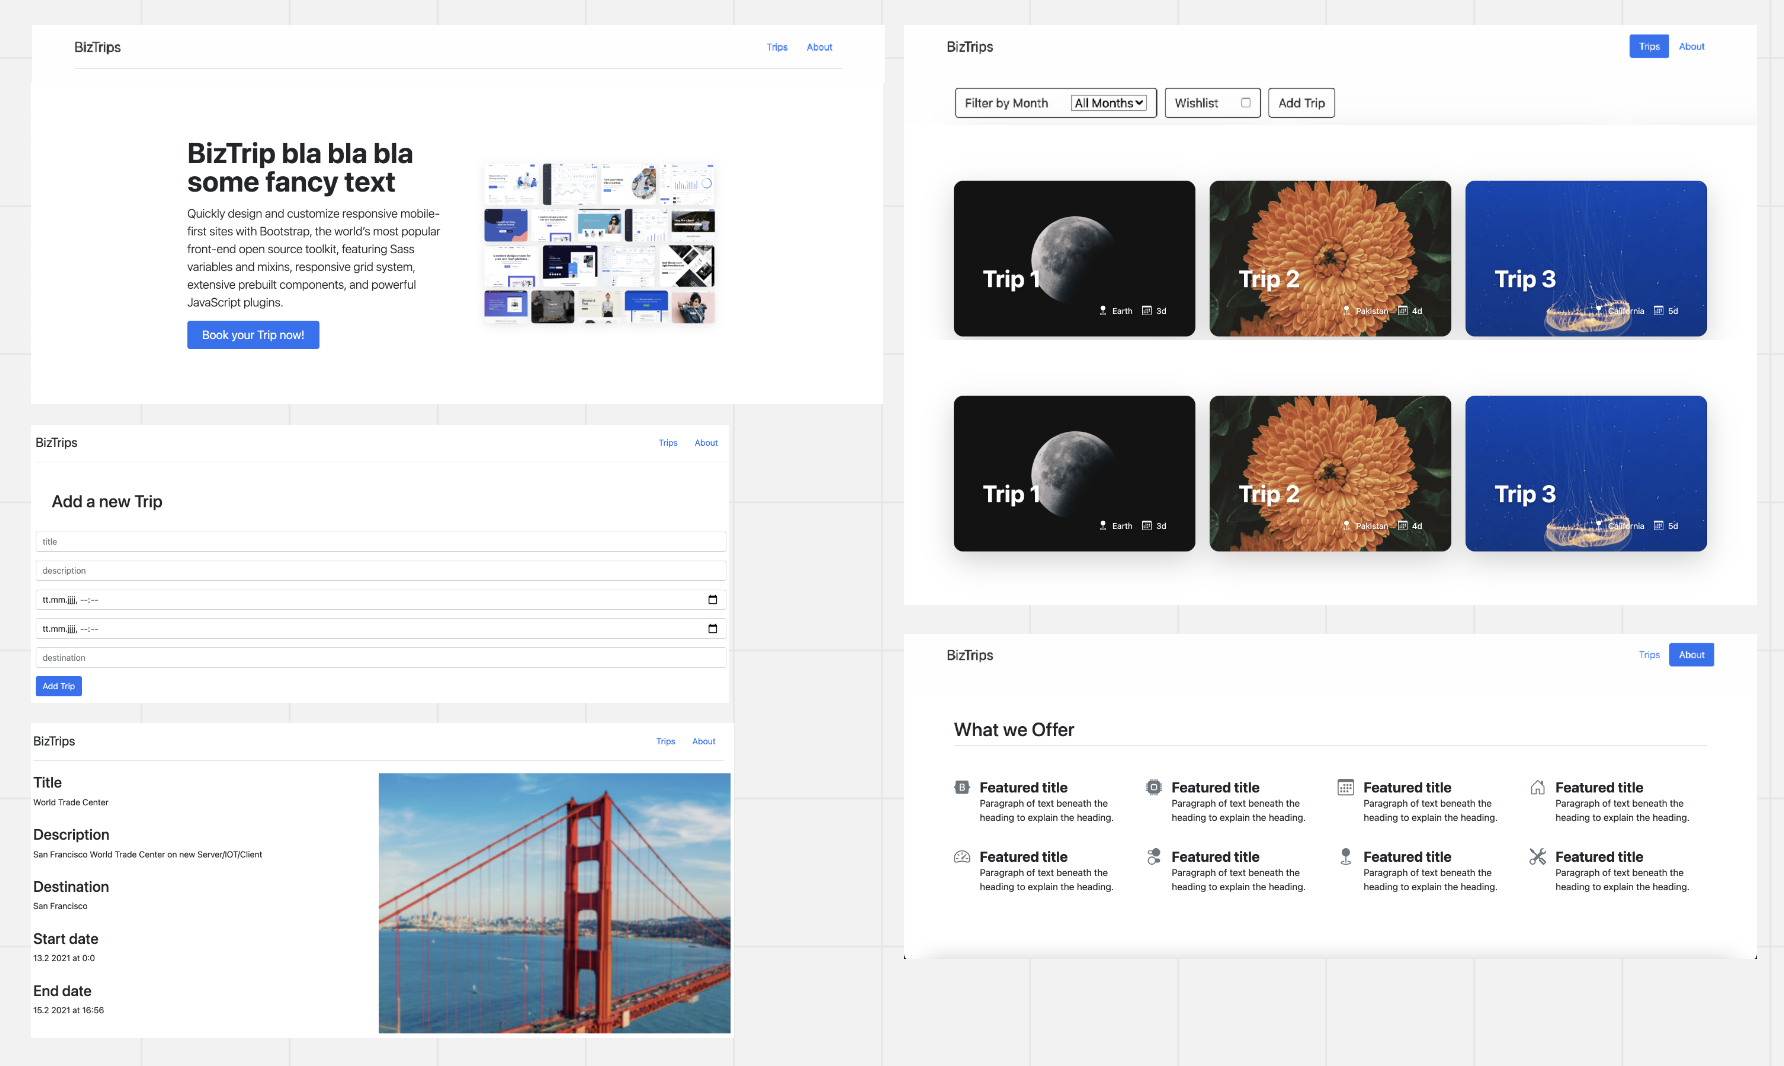 BizTrips
Trips About
BizTrip bla bla bla
some fancy text
Quickly design and customize responsive mobile-
first sites with Bootstrap, the world's most popular
front-end open source toolkit, featuring Sass
variables and mixins, responsive grid system,
extensive prebuilt components, and powerful
JavaScript plugins.
Book your Trip now!
BizTrips
Trips About
Add a new Trip
title
description
tt.mm.jjjj, --:--
tt.mm.jjjj, --:--
destination
Add Trip
BizTrips
Trips About
Title
World Trade Center
Description
San Francisco World Trade Center on new Server/IOT/Client
Destination
San Francisco
Start date
13.2 2021 at 0:0
End date
15.2 2021 at 16:56
BizTrips
Trips About
Filter by Month All Months Wishlist Add Trip
Trip 1
Earth 3d
Trip 2
Pakistan 4d
Trip 3
California 5d
Trip 1
Earth 3d
Trip 2
Pakistan 4d
Trip 3
California 5d
BizTrips
Trips About
What we Offer
B
Featured title
Paragraph of text beneath the
heading to explain the heading.
Featured title
Paragraph of text beneath the
heading to explain the heading.
Featured title
Paragraph of text beneath the
heading to explain the heading.
Featured title
Paragraph of text beneath the
heading to explain the heading.
Featured title
Paragraph of text beneath the
heading to explain the heading.
Featured title
Paragraph of text beneath the
heading to explain the heading.
Featured title
Paragraph of text beneath the
heading to explain the heading.
Featured title
Paragraph of text beneath the
heading to explain the heading.